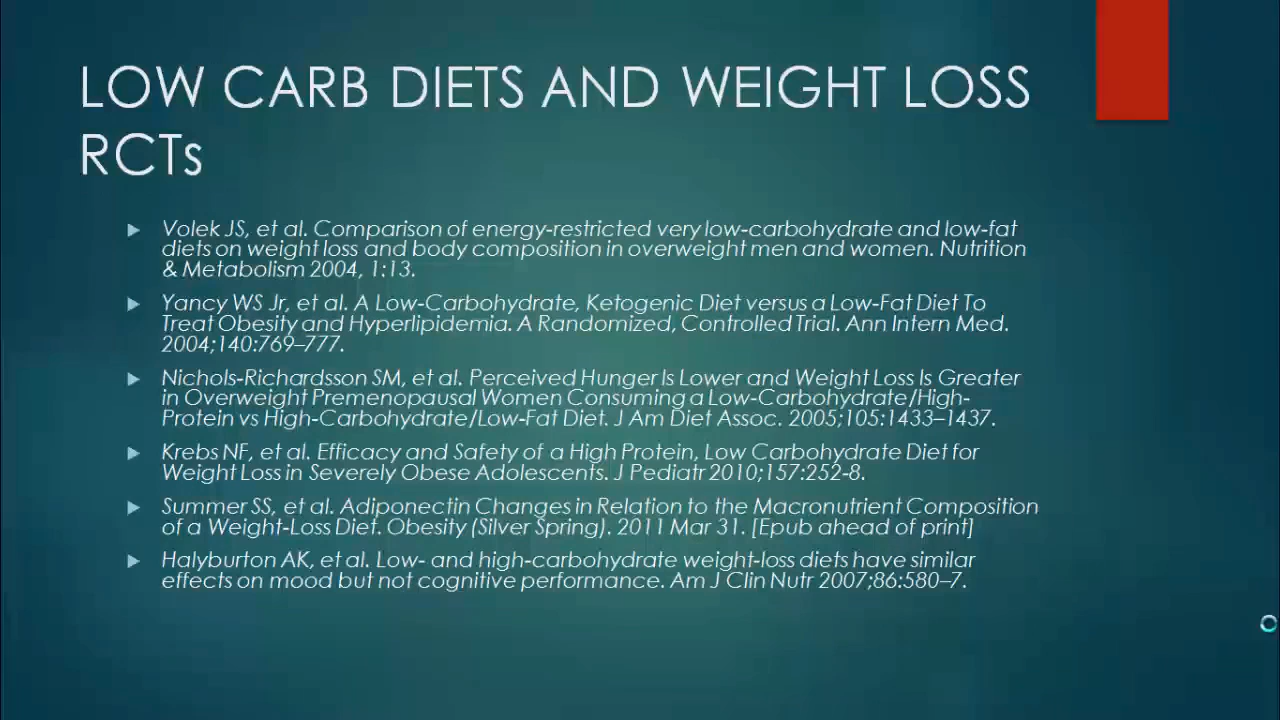 LOW CARB DIETS AND WEIGHT LOSS
RCTs
Volek JS, et al. Comparison of energy-restricted very low-carbohydrate and low-fat
diets on weight loss and body composition in overweight men and women. Nutrition
& Metabolism 2004, 1:13.
Yancy WS Jr, et al. A Low-Carbohydrate, Ketogenic Diet versus a Low-Fat Diet To
Treat Obesity and Hyperlipidemia. A Randomized, Controlled Trial. Ann Intern Med.
2004;140:769–777.
Nichols-Richardsson SM, et al. Perceived Hunger Is Lower and Weight Loss Is Greater
in Overweight Premenopausal Women Consuming a Low-Carbohydrate/High-
Protein vs High-Carbohydrate/Low-Fat Diet. J Am Diet Assoc. 2005;105:1433–1437.
Krebs NF, et al. Efficacy and Safety of a High Protein, Low Carbohydrate Diet for
Weight Loss in Severely Obese Adolescents. J Pediatr 2010;157:252-8.
Summer SS, et al. Adiponectin Changes in Relation to the Macronutrient Composition
of a Weight-Loss Diet. Obesity (Silver Spring). 2011 Mar 31. [Epub ahead of print]
Halyburton AK, et al. Low- and high-carbohydrate weight-loss diets have similar
effects on mood but not cognitive performance. Am J Clin Nutr 2007;86:580–7.